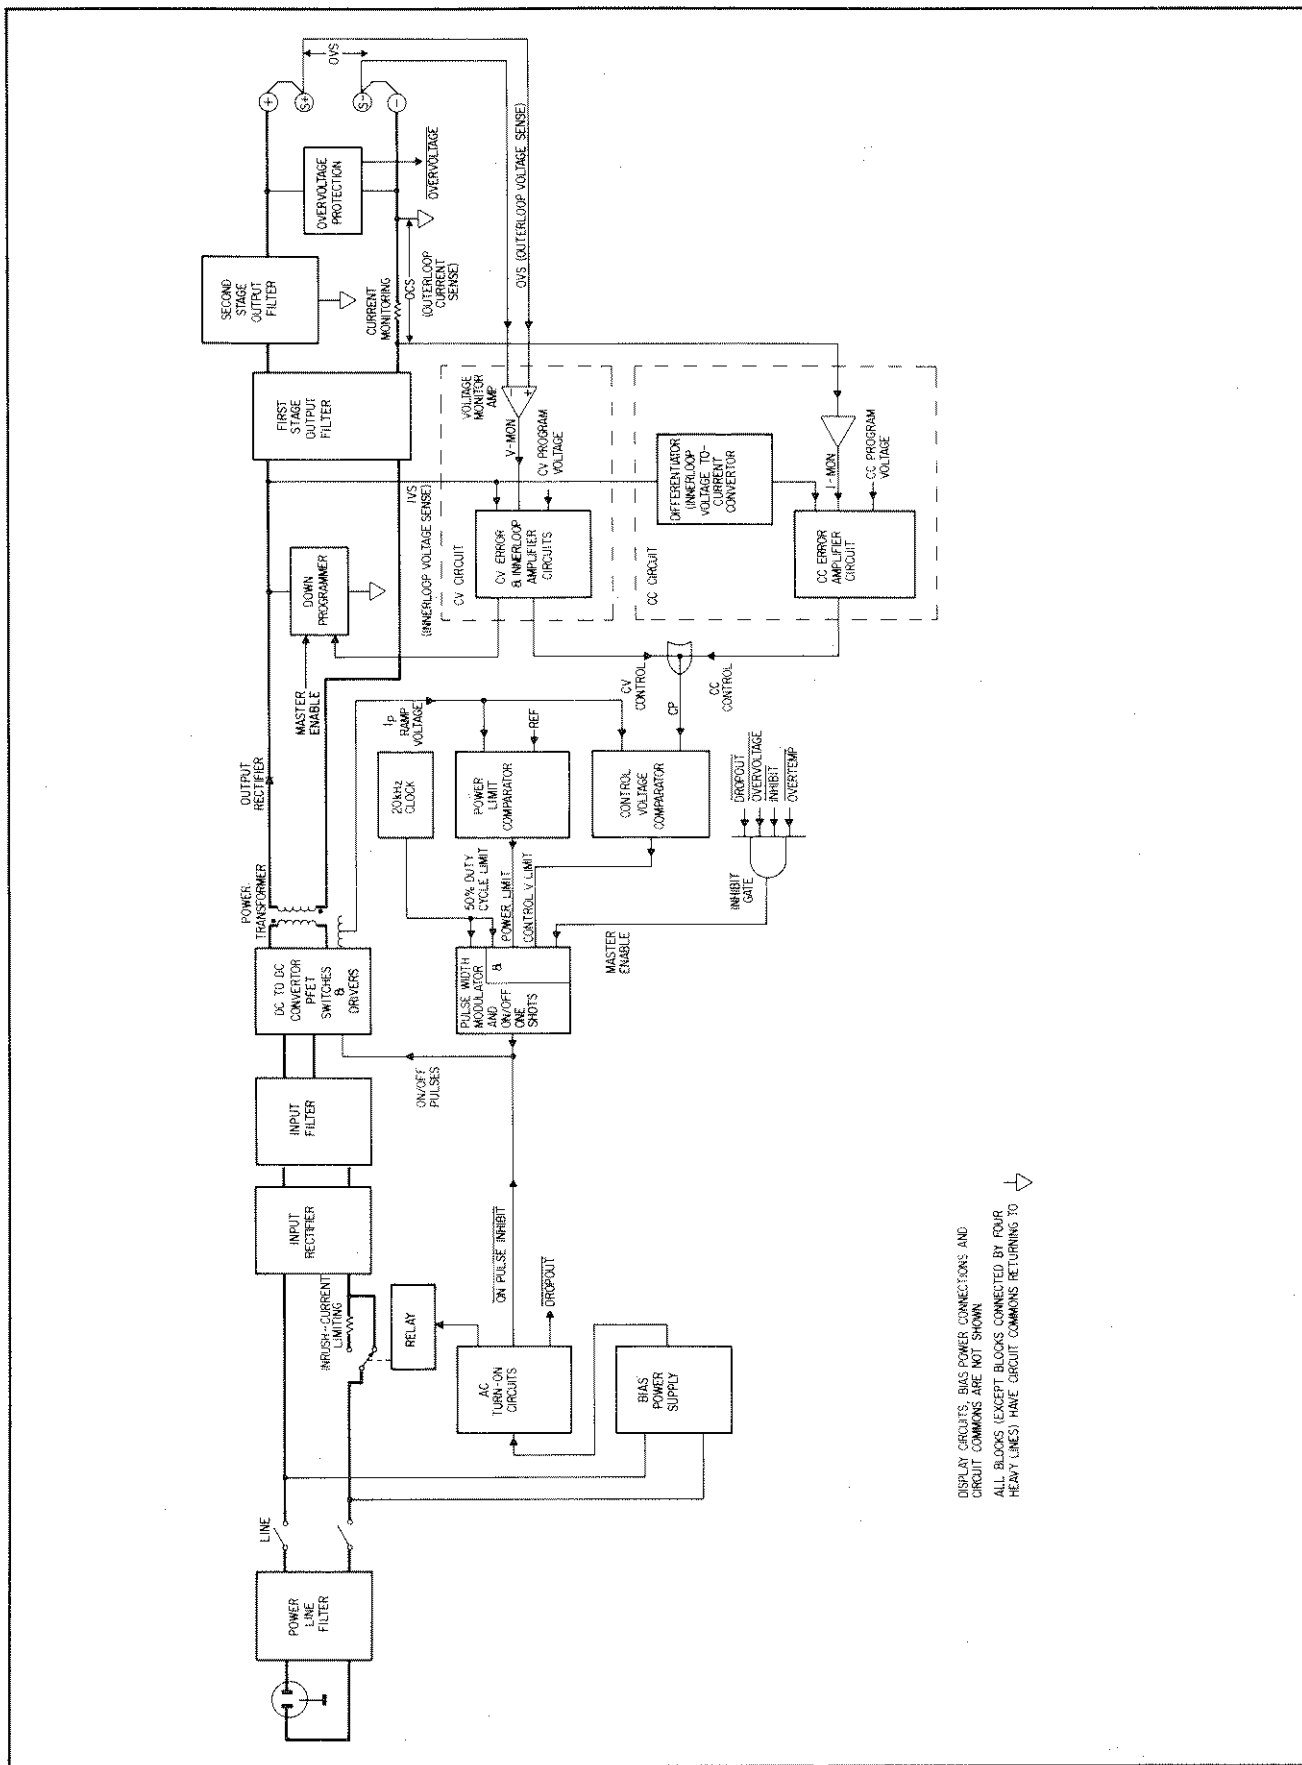 POWER
LINE
FILTER
LINE
INRUSH-CURRENT
LIMITING
RELAY
INPUT
RECTIFIER
INPUT
FILTER
DC TO DC
CONVERTOR
PFET
SWITCHES
&
DRIVERS
POWER
TRANSFORMER
OUTPUT
RECTIFIER
MASTER
ENABLE
DOWN
PROGRAMMER
FIRST
STAGE
OUTPUT
FILTER
SECOND
STAGE
OUTPUT
FILTER
CURRENT
MONITORING
OCS
(OUTERLOOP
CURRENT
SENSE)
OVERVOLTAGE
PROTECTION
OVERVOLTAGE
+
S+
S-
-
OVS
OVS (OUTERLOOP VOLTAGE SENSE)
AC
TURN-ON
CIRCUITS
ON PULSE INHIBIT
DROPOUT
BIAS
POWER
SUPPLY
ON/OFF
PULSES
PULSE WIDTH
MODULATOR
AND
ON/OFF
ONE
SHOTS
&
50% DUTY
CYCLE LIMIT
POWER LIMIT
CONTROL V LIMIT
MASTER
ENABLE
20kHz
CLOCK
IP
RAMP
VOLTAGE
POWER
LIMIT
COMPARATOR
REF
CONTROL
VOLTAGE
COMPARATOR
CP
CV
CONTROL
CC
CONTROL
INHIBIT
GATE
DROPOUT
OVERVOLTAGE
INHIBIT
OVERTEMP
IVS
(INNERLOOP VOLTAGE SENSE)
CV CIRCUIT
CV ERROR
& INNERLOOP
AMPLIFIER
CIRCUITS
V-MON
CV PROGRAM
VOLTAGE
VOLTAGE
MONITOR
AMP
-
+
CC CIRCUIT
DIFFERENTIATOR
(INNERLOOP
VOLTAGE TO-
CURRENT
CONVERTOR
CC ERROR
AMPLIFIER
CIRCUIT
I-MON
CC PROGRAM
VOLTAGE
DISPLAY CIRCUITS, BIAS POWER CONNECTIONS AND
CIRCUIT COMMONS ARE NOT SHOWN
ALL BLOCKS (EXCEPT BLOCKS CONNECTED BY FOUR
HEAVY LINES) HAVE CIRCUIT COMMONS RETURNING TO